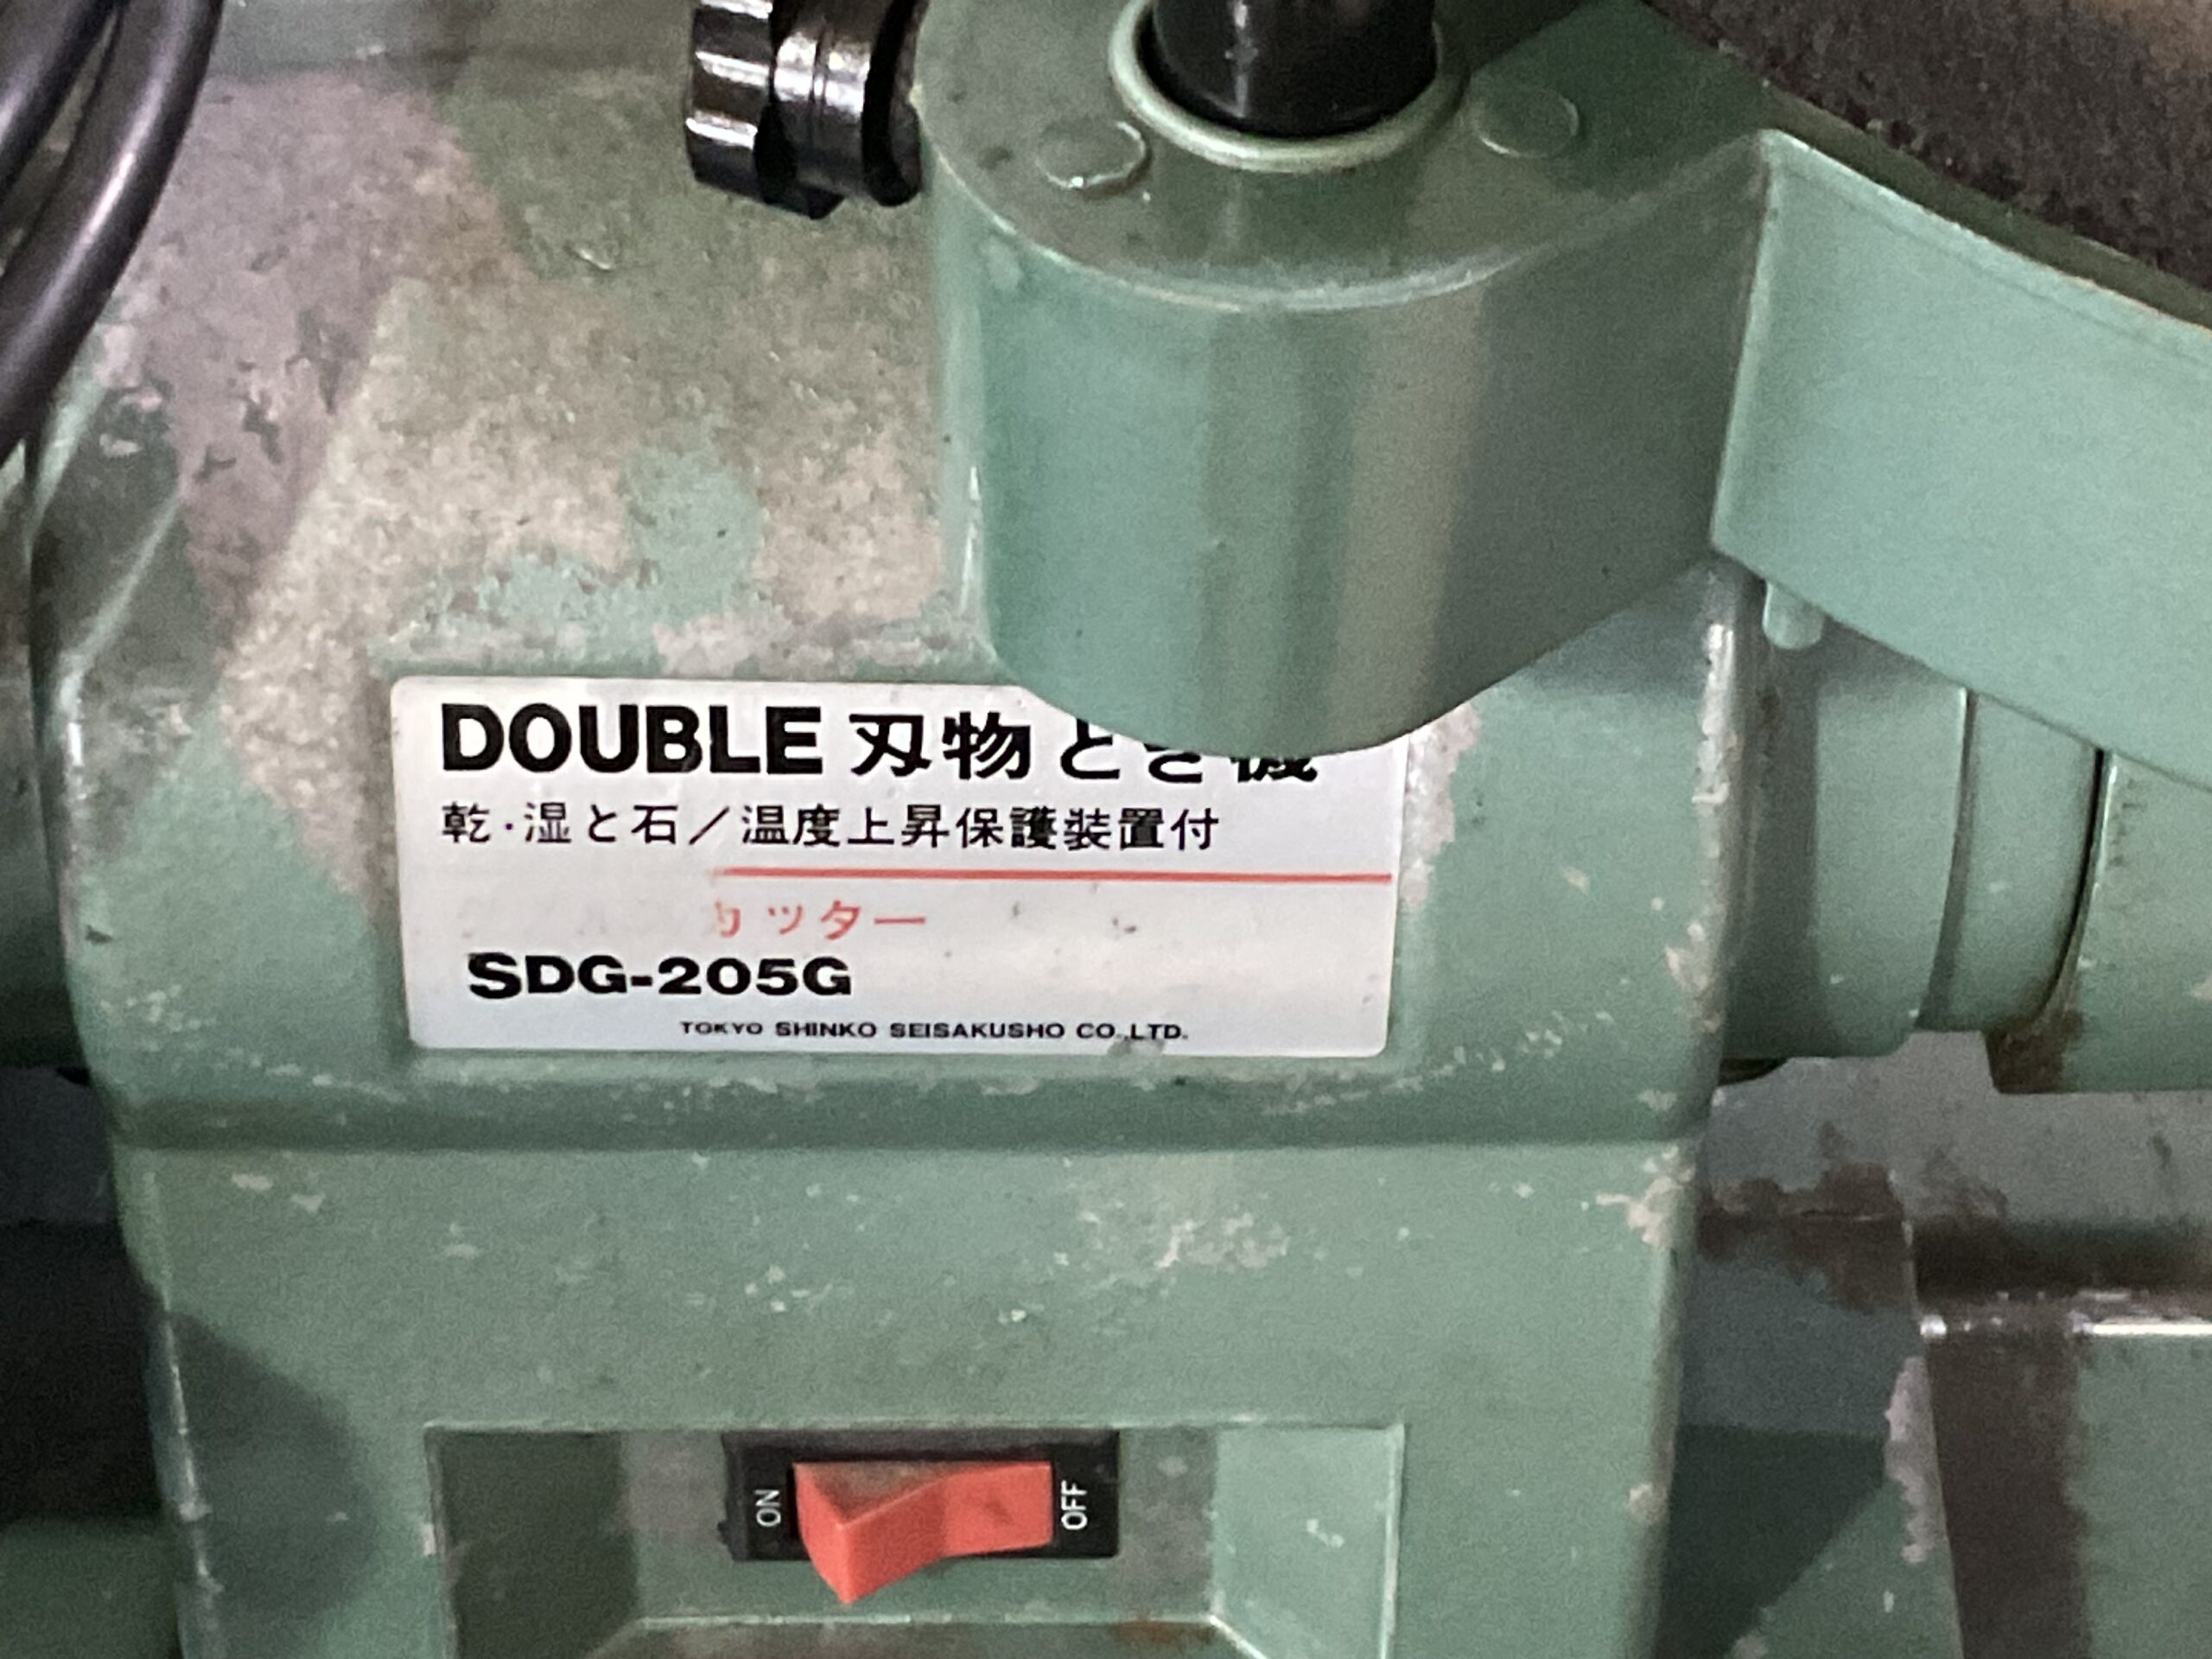 DOUBLE 刃物とぎ機
乾・湿と石／温度上昇保護装置付
カッター
SDG-205G
TOKYO SHINKO SEISAKUSHO CO.,LTD.
ON
OFF